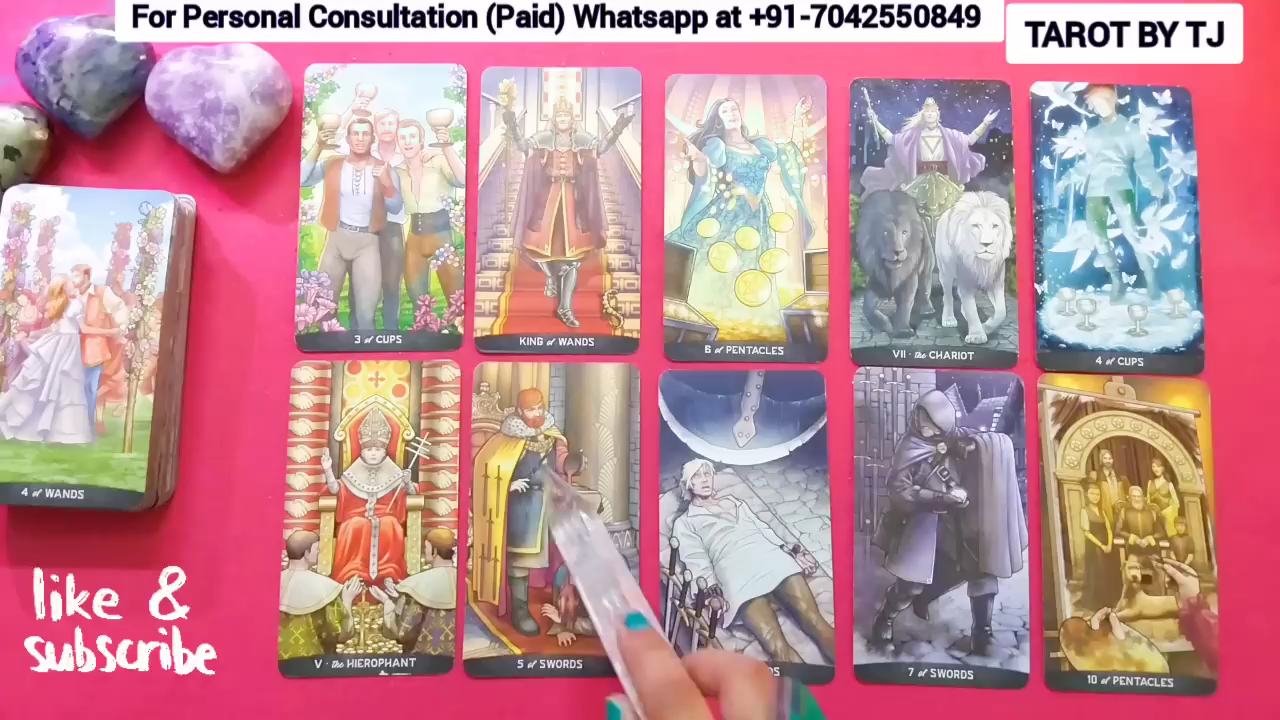 For Personal Consultation (Paid) Whatsapp at +91-7042550849
TAROT BY TJ
3 of CUPS
KING of WANDS
6 of PENTACLES
VII · the CHARIOT
4 of CUPS
4 of WANDS
V · the HIEROPHANT
5 of SWORDS
7 of SWORDS
10 of PENTACLES
like &
subscribe